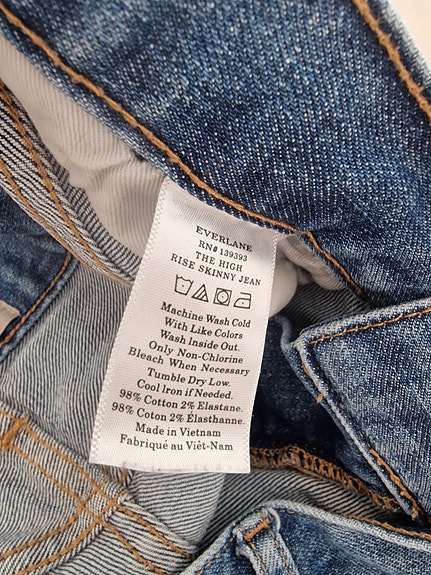 EVERLANE
RN# 139393
THE HIGH
RISE SKINNY JEAN
Machine Wash Cold
With Like Colors
Wash Inside Out.
Only Non-Chlorine
Bleach When Necessary
Tumble Dry Low.
Cool Iron if Needed.
98% Cotton 2% Elastane.
98% Coton 2% Élasthanne.
Made in Vietnam
Fabriqué au Viêt-Nam